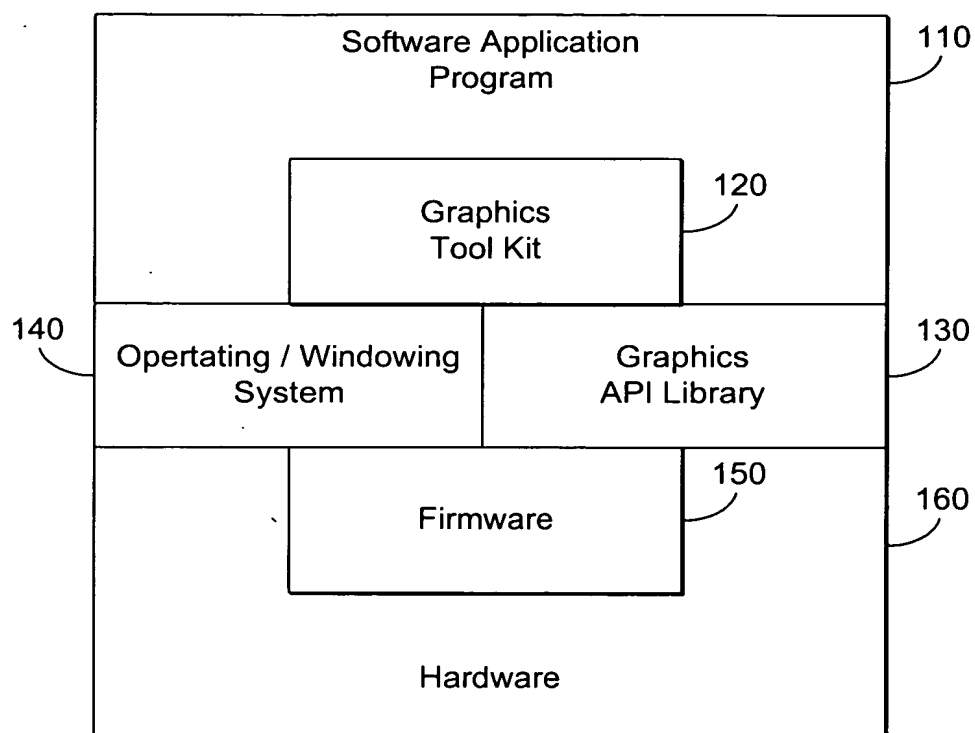 Software Application
Program
110
Graphics
Tool Kit
120
140
Opertating / Windowing
System
Graphics
API Library
130
Firmware
150
160
Hardware